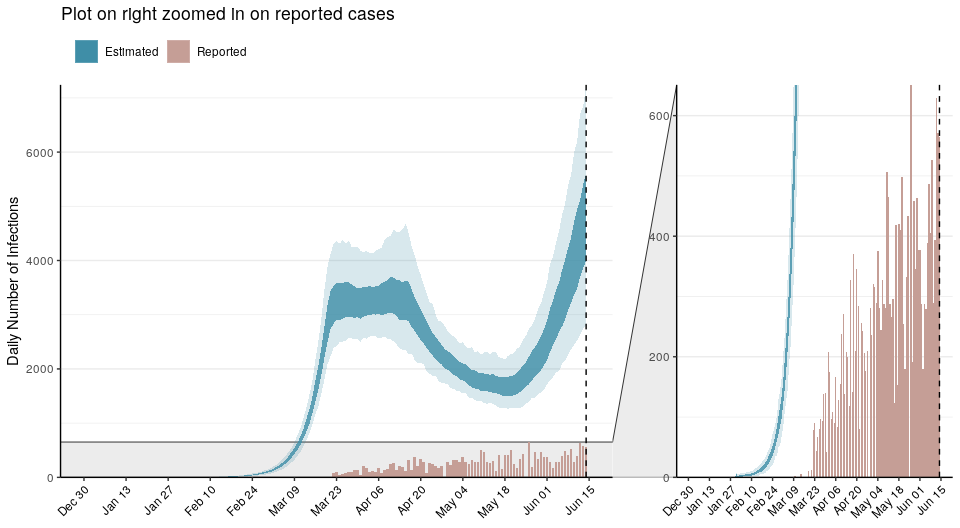 Plot on right zoomed in on reported cases
Estimated Reported
Daily Number of Infections
6000
4000
2000
0
Dec 30 Jan 13 Jan 27 Feb 10 Feb 24 Mar 09 Mar 23 Apr 06 Apr 20 May 04 May 18 Jun 01 Jun 15
600
400
200
0
Dec 30 Jan 13 Jan 27 Feb 10 Feb 24 Mar 09 Mar 23 Apr 06 Apr 20 May 04 May 18 Jun 01 Jun 15